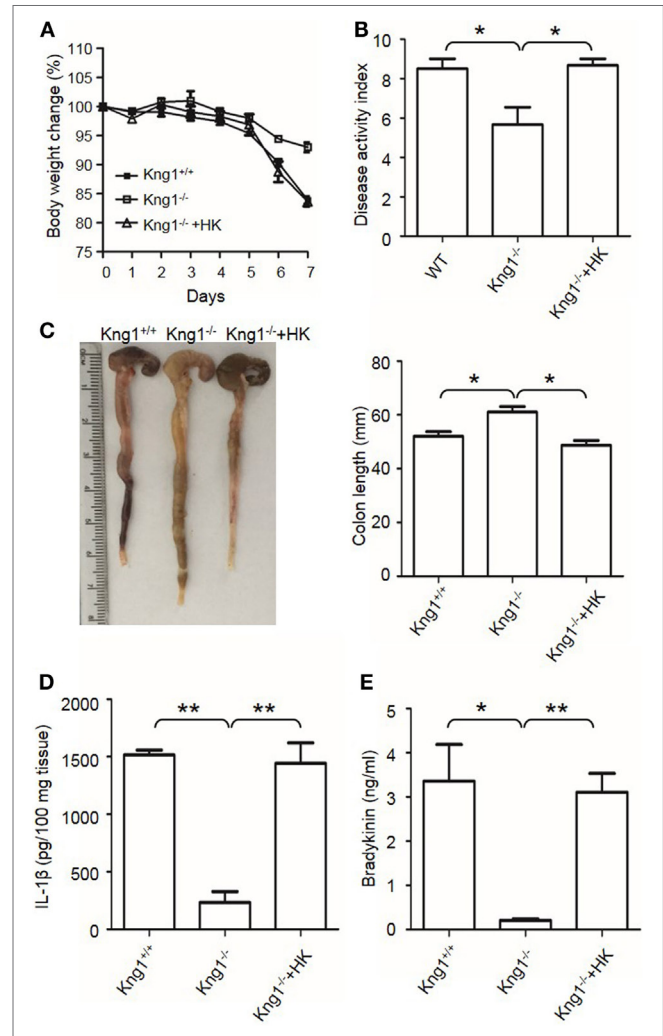 A
Body weight change (%)
110
105
100
95
90
85
80
75
Kng1+/+
Kng1-/-
Kng1-/- +HK
0 1 2 3 4 5 6 7
Days
B
Disease activity index
10
8
6
4
2
0
* *
WT
Kng1-/-
Kng1-/-+HK
C
Kng1+/+ Kng1-/- Kng1-/-+HK
Colon length (mm)
80
60
40
20
0
* *
Kng1+/+
Kng1-/-
Kng1-/-+HK
D
IL-1β (pg/100 mg tissue)
2000
1500
1000
500
0
** **
Kng1+/+
Kng1-/-
Kng1-/-+HK
E
Bradykinin (ng/ml)
5
4
3
2
1
0
* **
Kng1+/+
Kng1-/-
Kng1-/-+HK